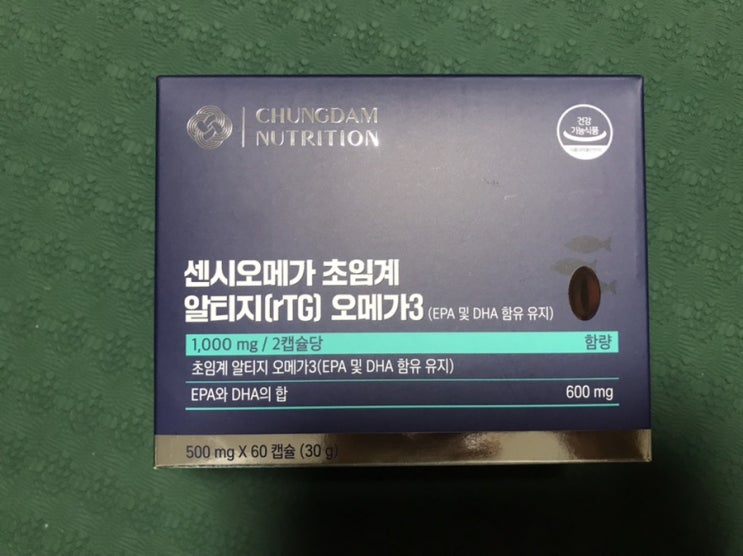 CHUNGDAM
NUTRITION
건강
기능식품
센시오메가 초임계
알티지(rTG) 오메가3 (EPA 및 DHA 함유 유지)
1,000 mg / 2캡슐당 함량
초임계 알티지 오메가3(EPA 및 DHA 함유 유지)
EPA와 DHA의 합 600 mg
500 mg X 60 캡슐 (30 g)